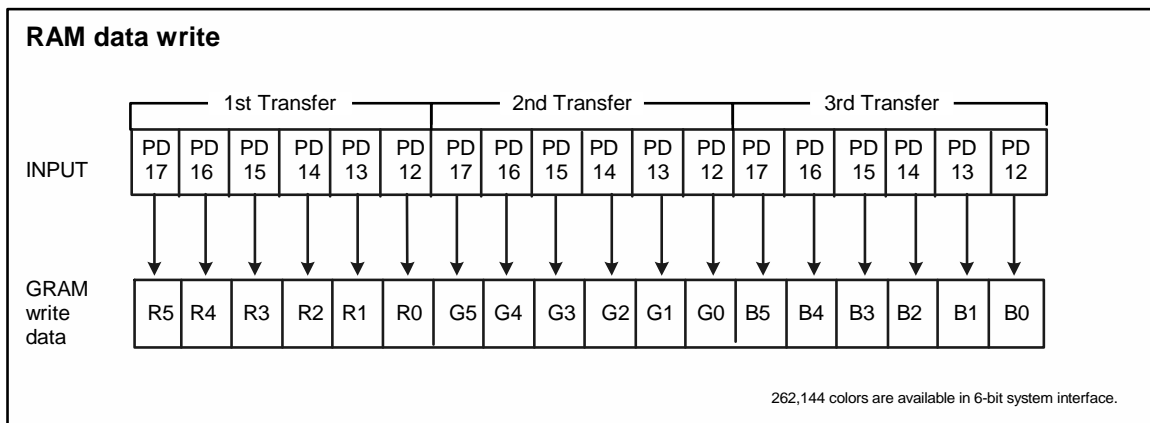 RAM data write
1st Transfer 2nd Transfer 3rd Transfer
INPUT
PD PD PD PD PD PD PD PD PD PD PD PD PD PD PD PD PD PD
17 16 15 14 13 12 17 16 15 14 13 12 17 16 15 14 13 12
GRAM
write
data
R5 R4 R3 R2 R1 R0 G5 G4 G3 G2 G1 G0 B5 B4 B3 B2 B1 B0
262,144 colors are available in 6-bit system interface.